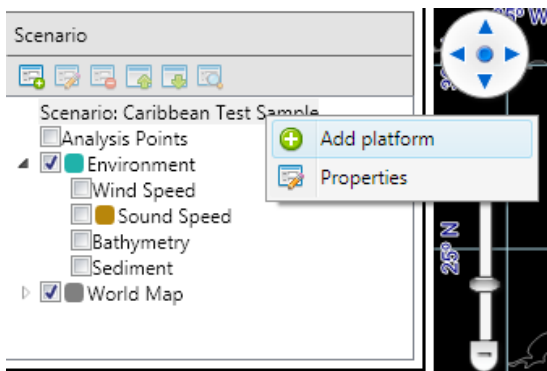 Scenario
Scenario: Caribbean Test Sample
Analysis Points
Environment
Wind Speed
Sound Speed
Bathymetry
Sediment
World Map
Add platform
Properties
W
25° N